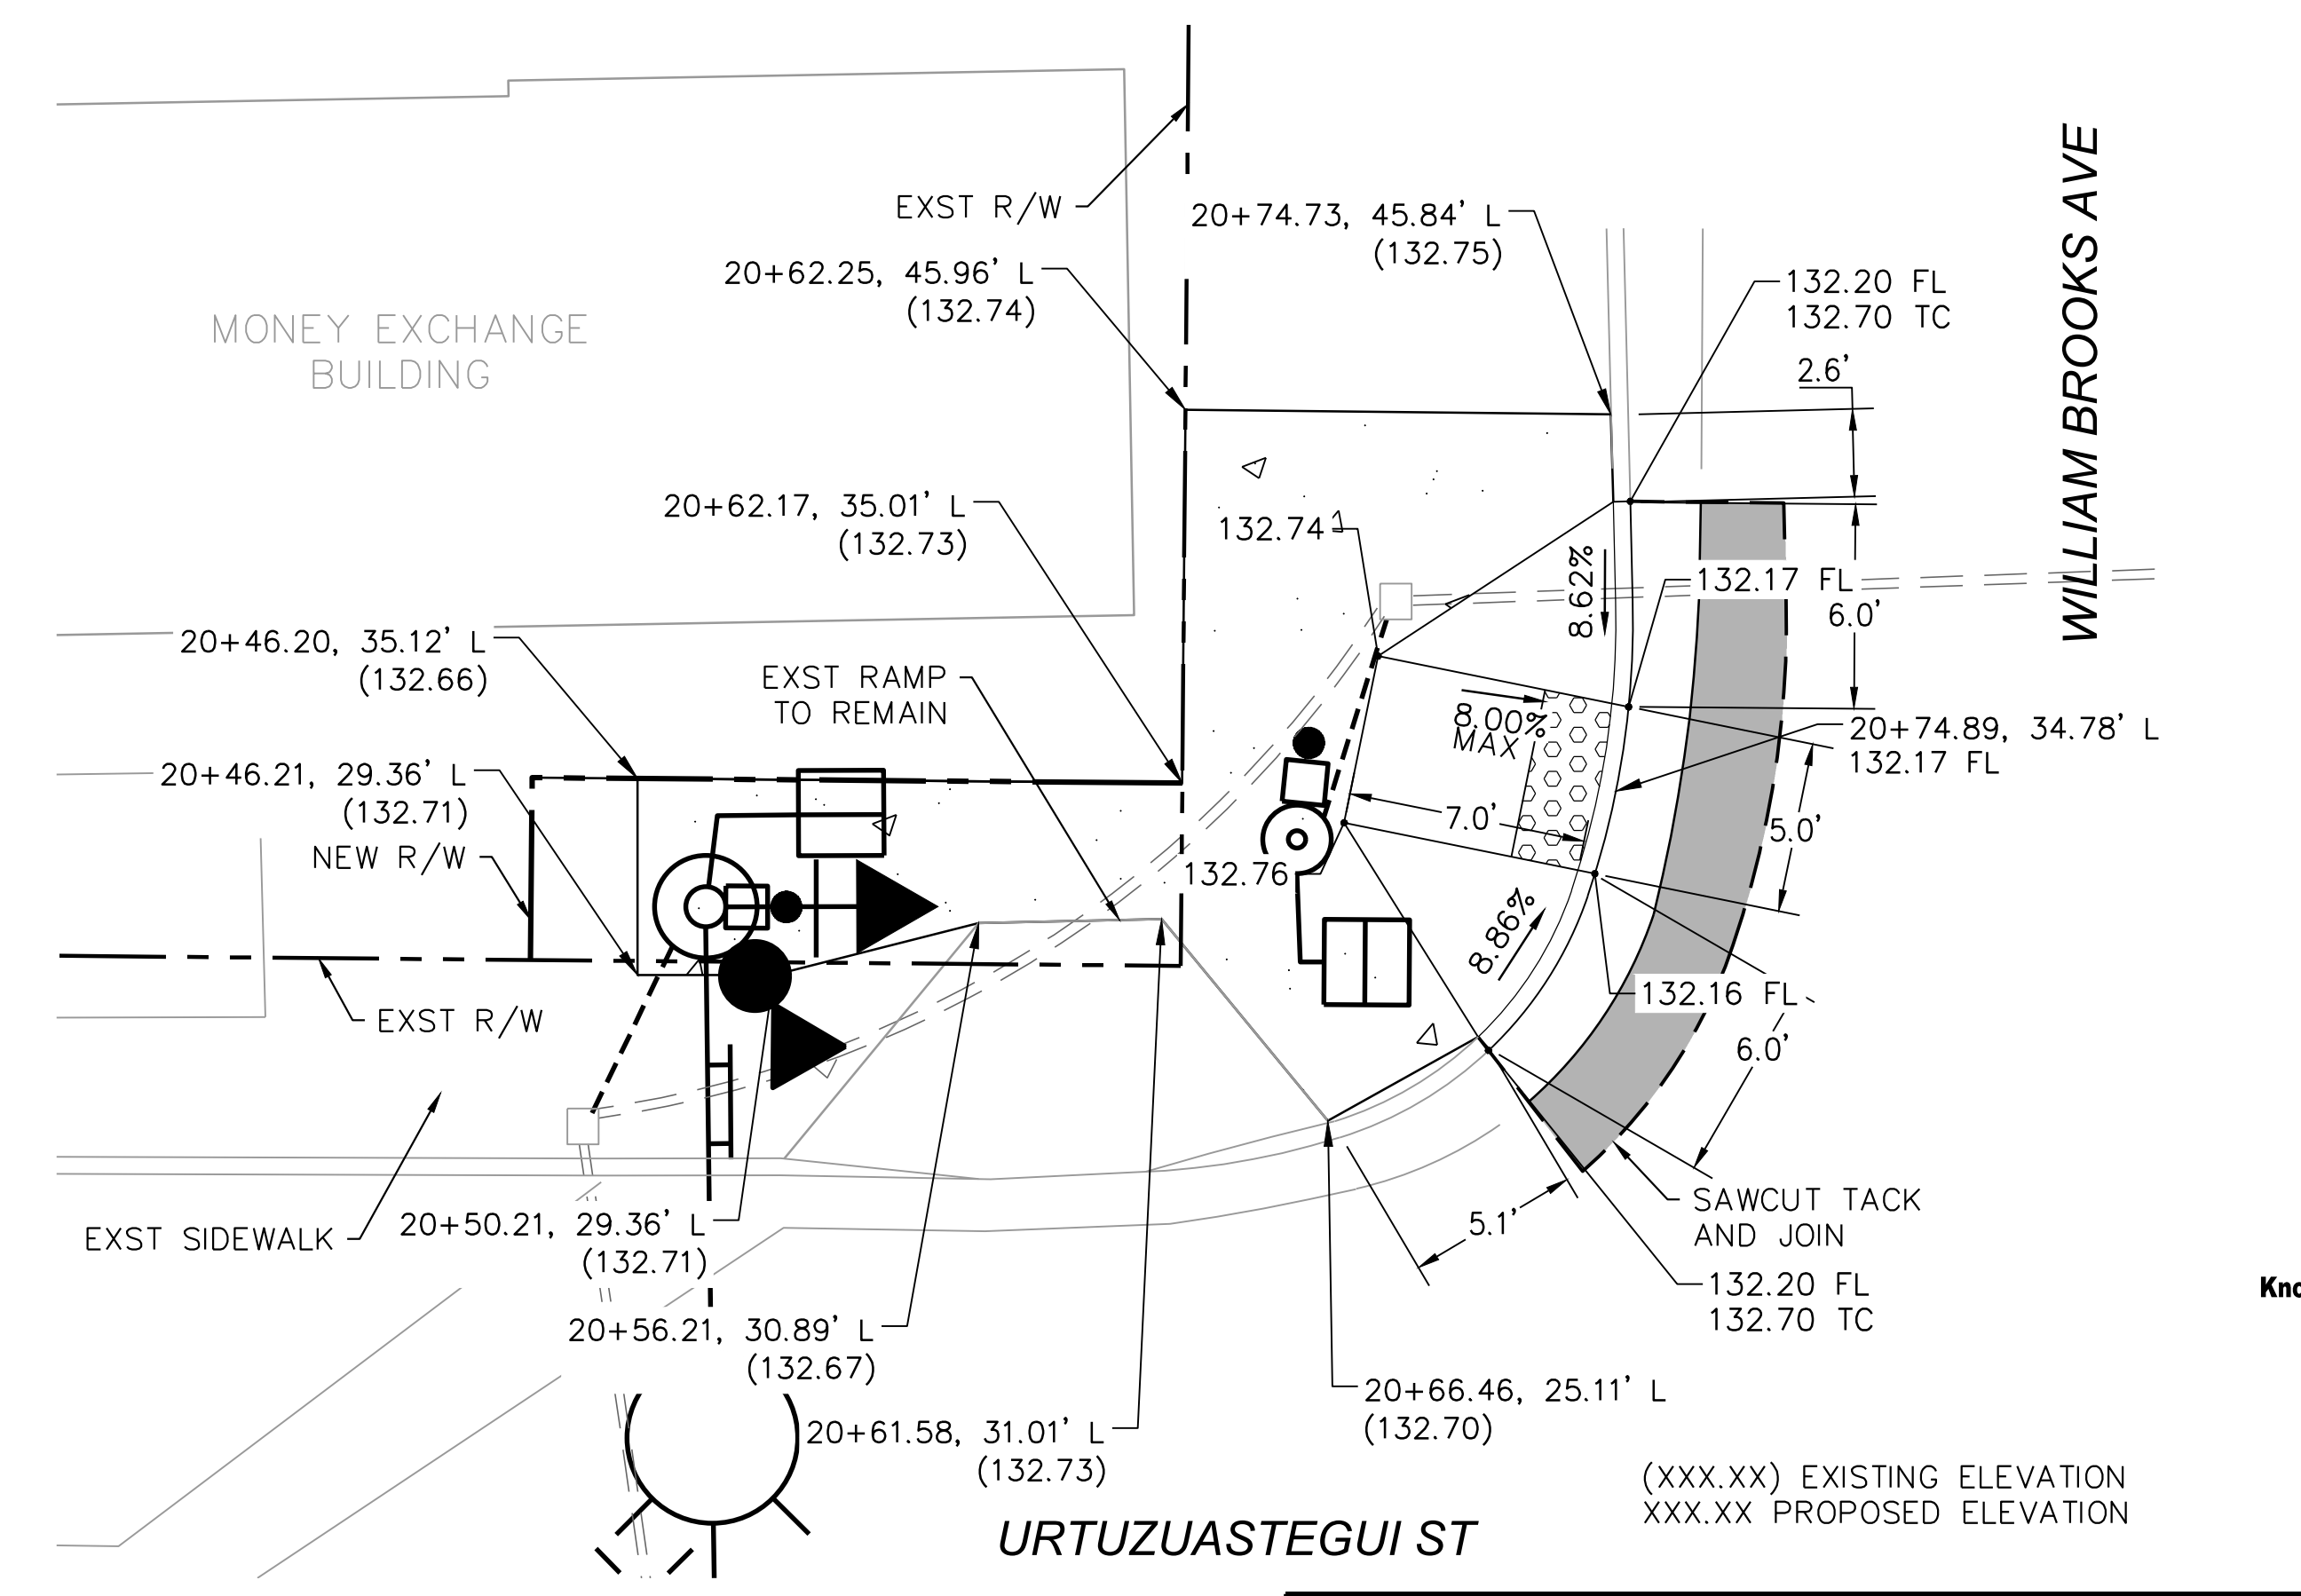 EXST R/W
20+74.73, 45.84' L
(132.75)
20+62.25, 45.96' L
(132.74)
132.20 FL
132.70 TC
2.6'
WILLIAM BROOKS AVE
MONEY EXCHANGE
BUILDING
20+62.17, 35.01' L
(132.73)
132.74
8.62%
132.17 FL
6.0'
20+46.20, 35.12' L
(132.66)
EXST RAMP
TO REMAIN
8.00%
MAX
20+74.89, 34.78' L
132.17 FL
20+46.21, 29.36' L
(132.71)
7.0'
5.0'
NEW R/W
132.76
8.86%
132.16 FL
EXST R/W
6.0'
EXST SIDEWALK
20+50.21, 29.36' L
(132.71)
5.1'
SAWCUT TACK
AND JOIN
132.20 FL
132.70 TC
20+56.21, 30.89' L
(132.67)
20+66.46, 25.11' L
(132.70)
20+61.58, 31.01' L
(132.73)
(XXX.XX) EXISTING ELEVATION
XXX.XX PROPOSED ELEVATION
URTUZUASTEGUI ST